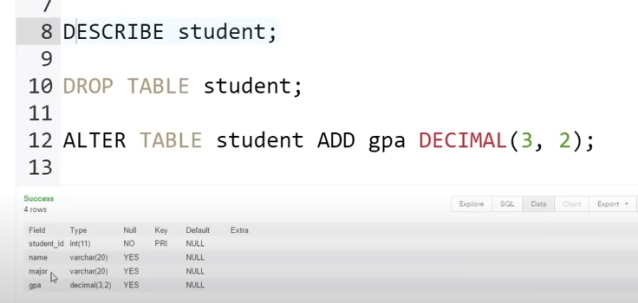 7
8 DESCRIBE student;
9
10 DROP TABLE student;
11
12 ALTER TABLE student ADD gpa DECIMAL(3, 2);
13
Success
4 rows
Explore SQL Data Chart Export
Field Type Null Key Default Extra
student_id int(11) NO PRI NULL
name varchar(20) YES NULL
major varchar(20) YES NULL
gpa decimal(3,2) YES NULL